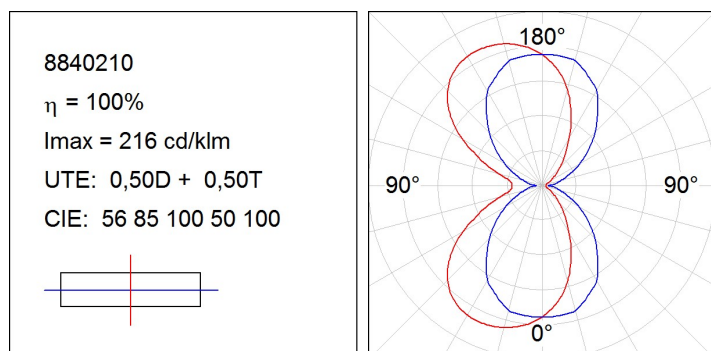 8840210
η = 100%
Imax = 216 cd/klm
UTE: 0,50D + 0,50T
CIE: 56 85 100 50 100
180°
90° 90°
0°